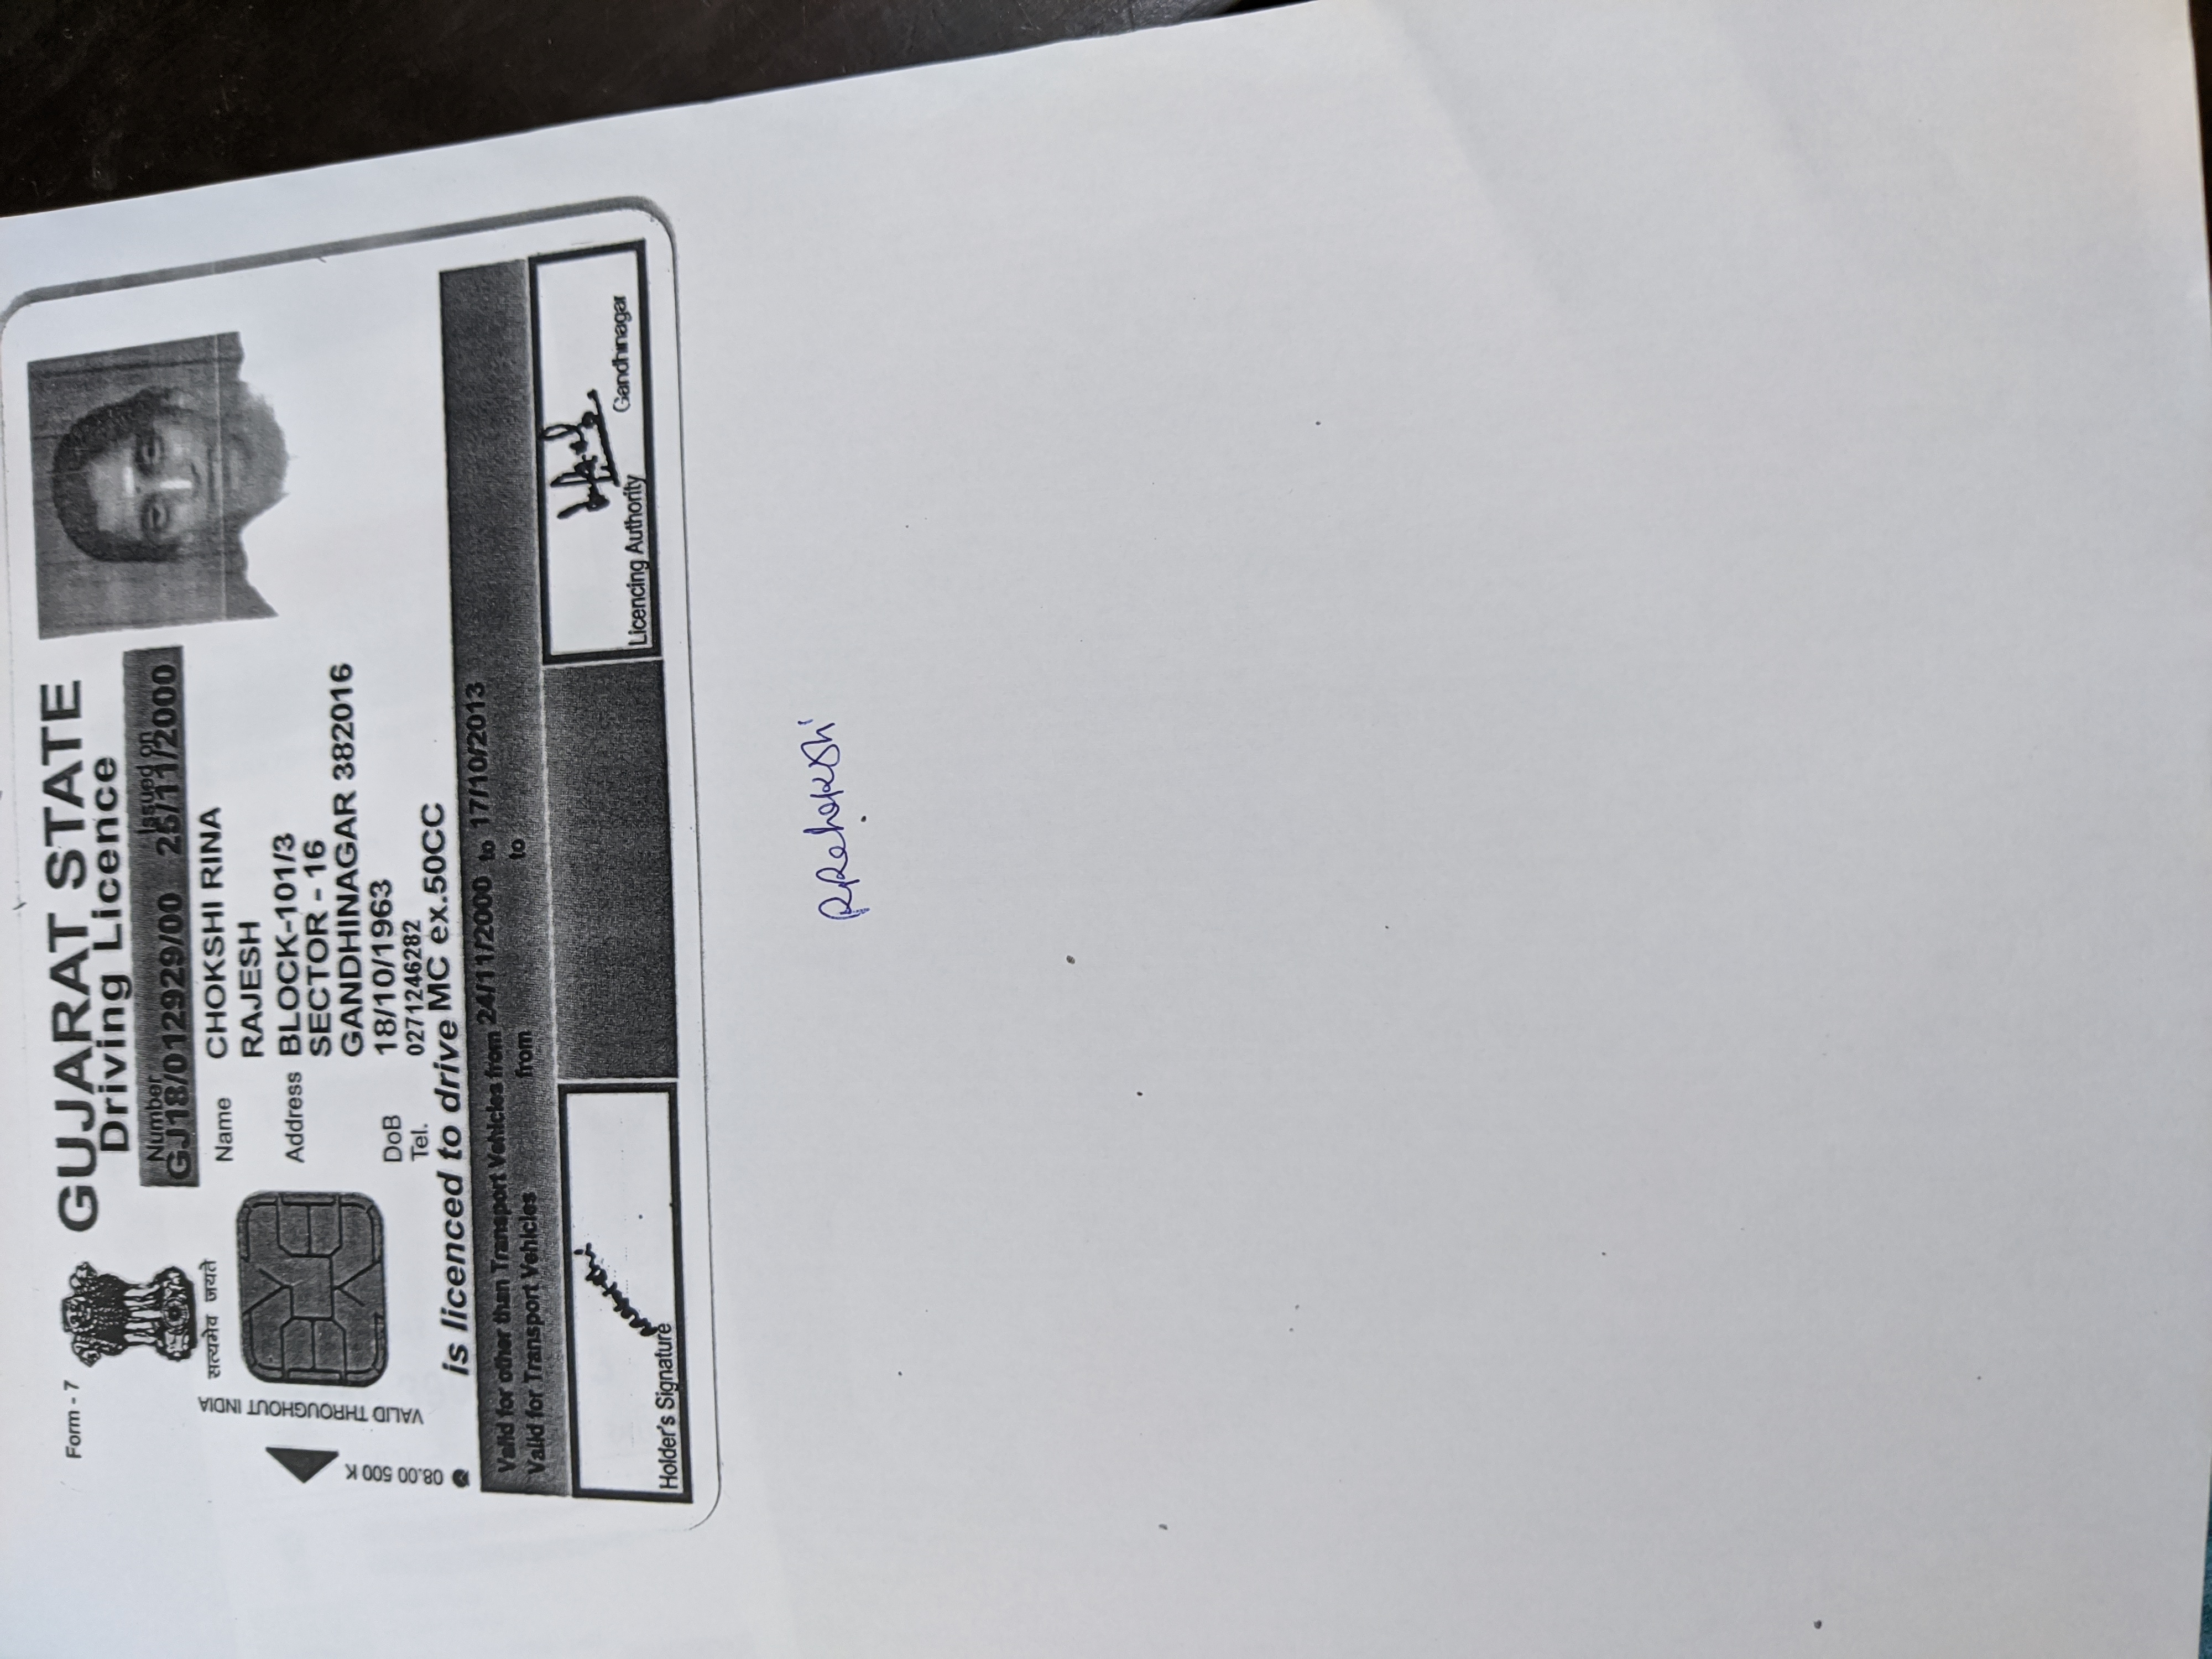 Form - 7
GUJARAT STATE
Driving Licence
Number Issued on
GJ18/012929/00 25/11/2000
सत्यमेव जयते
VALID THROUGHOUT INDIA
08.00 500 K
Name CHOKSHI RINA
RAJESH
Address BLOCK-101/3
SECTOR - 16
GANDHINAGAR 382016
DoB 18/10/1963
Tel. 0271246282
is licenced to drive MC ex.50CC
Valid for other than Transport Vehicles from 24/11/2000 to 17/10/2013
Valid for Transport Vehicles from to
Holder's Signature
Licencing Authority Gandhinagar